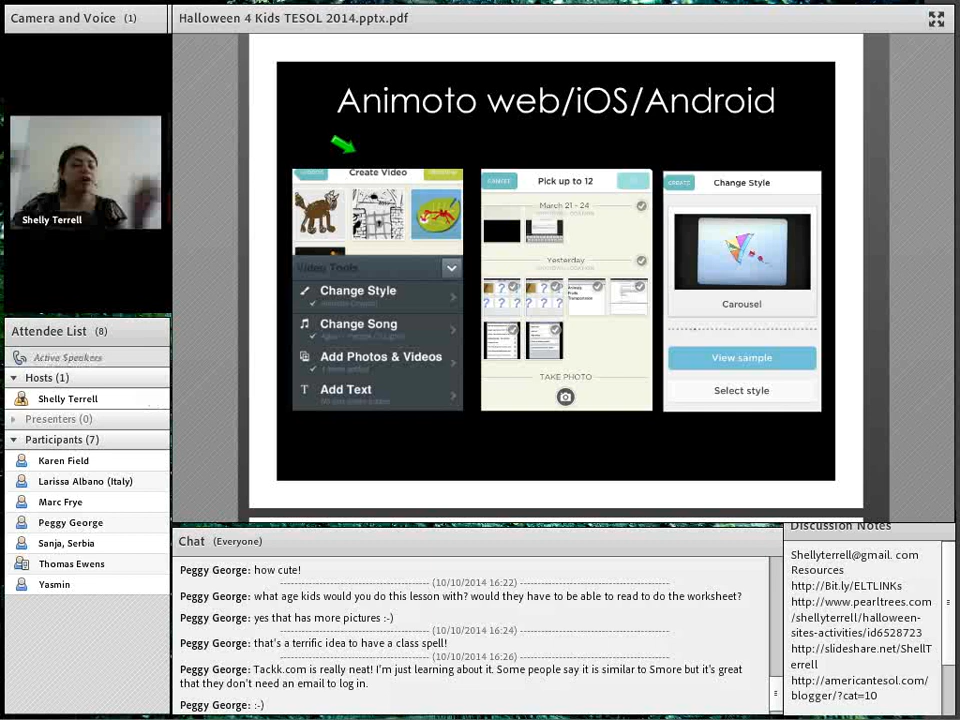 Camera and Voice (1)
Shelly Terrell
Attendee List (8)
Active Speakers
Hosts (1)
Shelly Terrell
Presenters (0)
Participants (7)
Karen Field
Larissa Albano (Italy)
Marc Frye
Peggy George
Sanja, Serbia
Thomas Ewens
Yasmin
Halloween 4 Kids TESOL 2014.pptx.pdf
Animoto web/iOS/Android
Create Video
Video Tools
Change Style
Change Song
Add Photos & Videos
Add Text
Pick up to 12
March 21 - 24
Yesterday
TAKE PHOTO
CREATE
Change Style
Carousel
View sample
Select style
Chat (Everyone)
Peggy George: how cute!
(10/10/2014 16:22)
Peggy George: what age kids would you do this lesson with? would they have to be able to read to do the worksheet?
Peggy George: yes that has more pictures :-)
(10/10/2014 16:24)
Peggy George: that's a terrific idea to have a class spell!
(10/10/2014 16:26)
Peggy George: Tackk.com is really neat! I'm just learning about it. Some people say it is similar to Smore but it's great
that they don't need an email to log in.
Peggy George: :-)
Discussion Notes
Shellyterrell@gmail. com
Resources
http://Bit.ly/ELTLINKs
http://www.pearltrees.com
/shellyterrell/halloween-
sites-activities/id6528723
http://slideshare.net/ShellT
errell
http://americantesol.com/
blogger/?cat=10